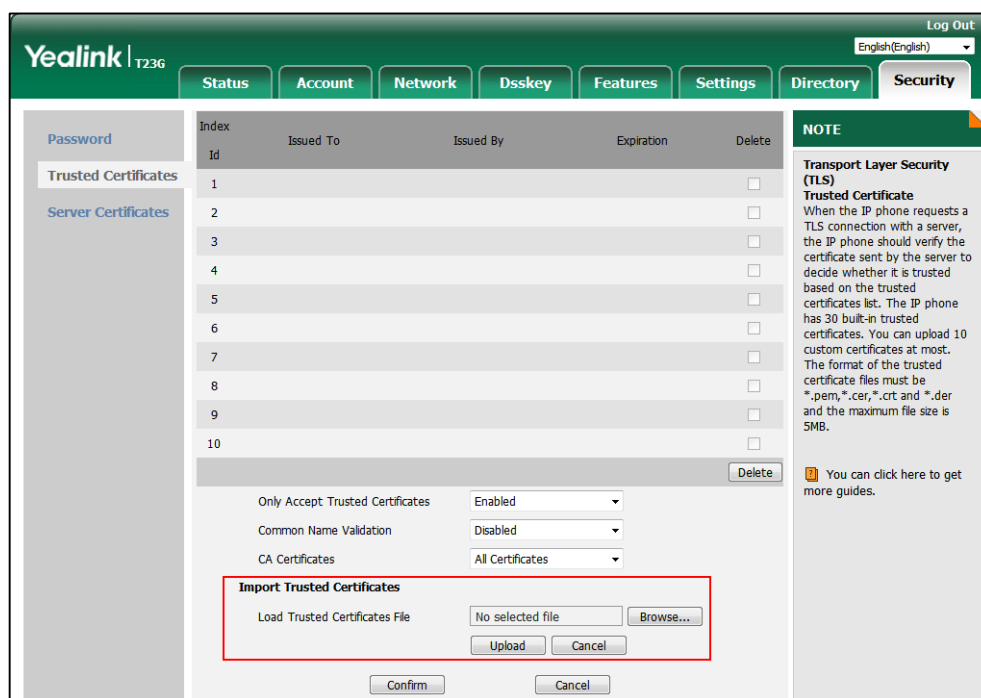 Log Out
Yealink | T23G
English(English)
Status Account Network Dsskey Features Settings Directory Security
Password
Trusted Certificates
Server Certificates
Index Id Issued To Issued By Expiration Delete
1
2
3
4
5
6
7
8
9
10
Delete
Only Accept Trusted Certificates Enabled
Common Name Validation Disabled
CA Certificates All Certificates
Import Trusted Certificates
Load Trusted Certificates File No selected file Browse...
Upload Cancel
Confirm Cancel
NOTE
Transport Layer Security
(TLS)
Trusted Certificate
When the IP phone requests a
TLS connection with a server,
the IP phone should verify the
certificate sent by the server to
decide whether it is trusted
based on the trusted
certificates list. The IP phone
has 30 built-in trusted
certificates. You can upload 10
custom certificates at most.
The format of the trusted
certificate files must be
*.pem,*.cer,*.crt and *.der
and the maximum file size is
5MB.
? You can click here to get
more guides.